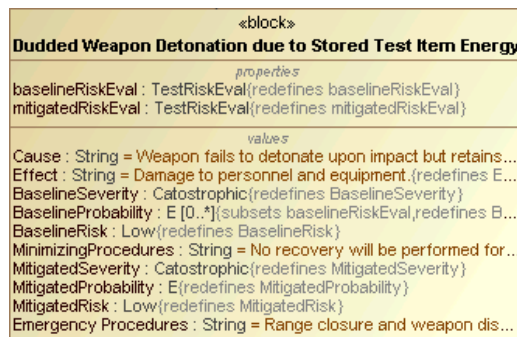 «block»
Dudded Weapon Detonation due to Stored Test Item Energy
properties
baselineRiskEval : TestRiskEval{redefines baselineRiskEval}
mitigatedRiskEval : TestRiskEval{redefines mitigatedRiskEval}
values
Cause : String = Weapon fails to detonate upon impact but retains...
Effect : String = Damage to personnel and equipment.{redefines E...
BaselineSeverity : Catostrophic{redefines BaselineSeverity}
BaselineProbability : E [0..*]{subsets baselineRiskEval,redefines B...
BaselineRisk : Low{redefines BaselineRisk}
MinimizingProcedures : String = No recovery will be performed for...
MitigatedSeverity : Catostrophic{redefines MitigatedSeverity}
MitigatedProbability : E{redefines MitigatedProbability}
MitigatedRisk : Low{redefines MitigatedRisk}
Emergency Procedures : String = Range closure and weapon dis...